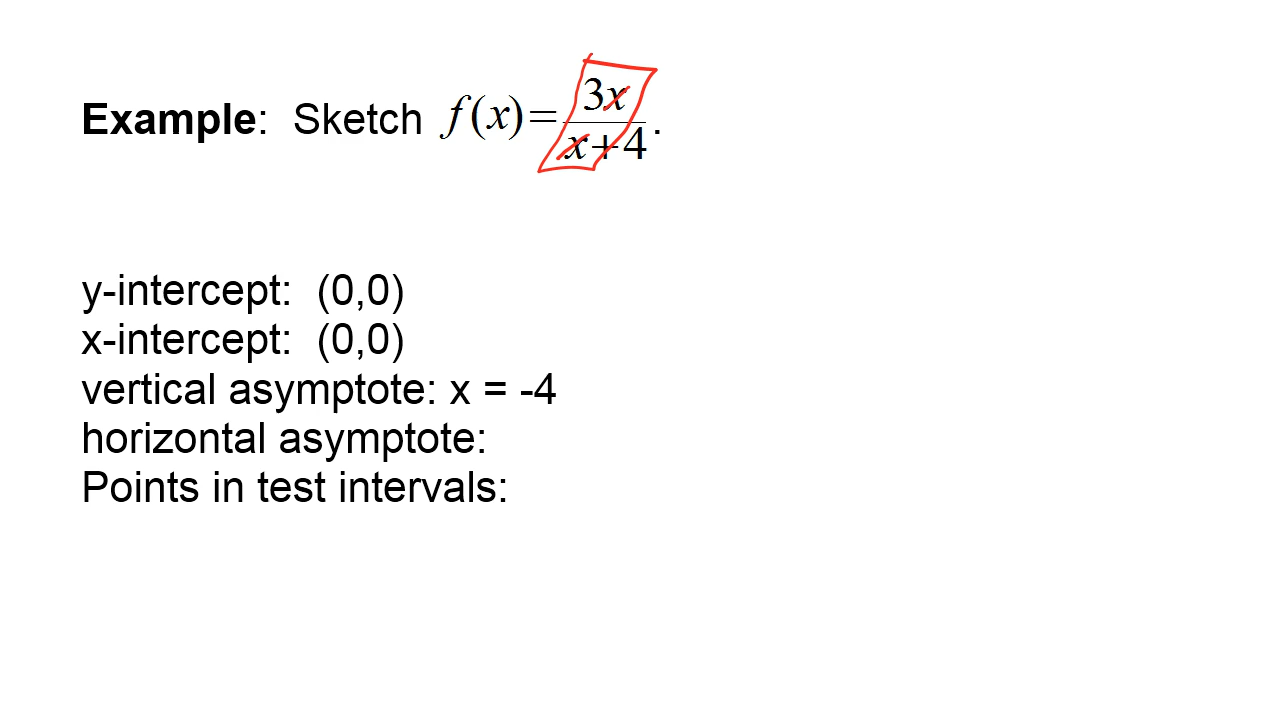 Example: Sketch f(x)= 3x/x+4.
y-intercept: (0,0)
x-intercept: (0,0)
vertical asymptote: x = -4
horizontal asymptote:
Points in test intervals: